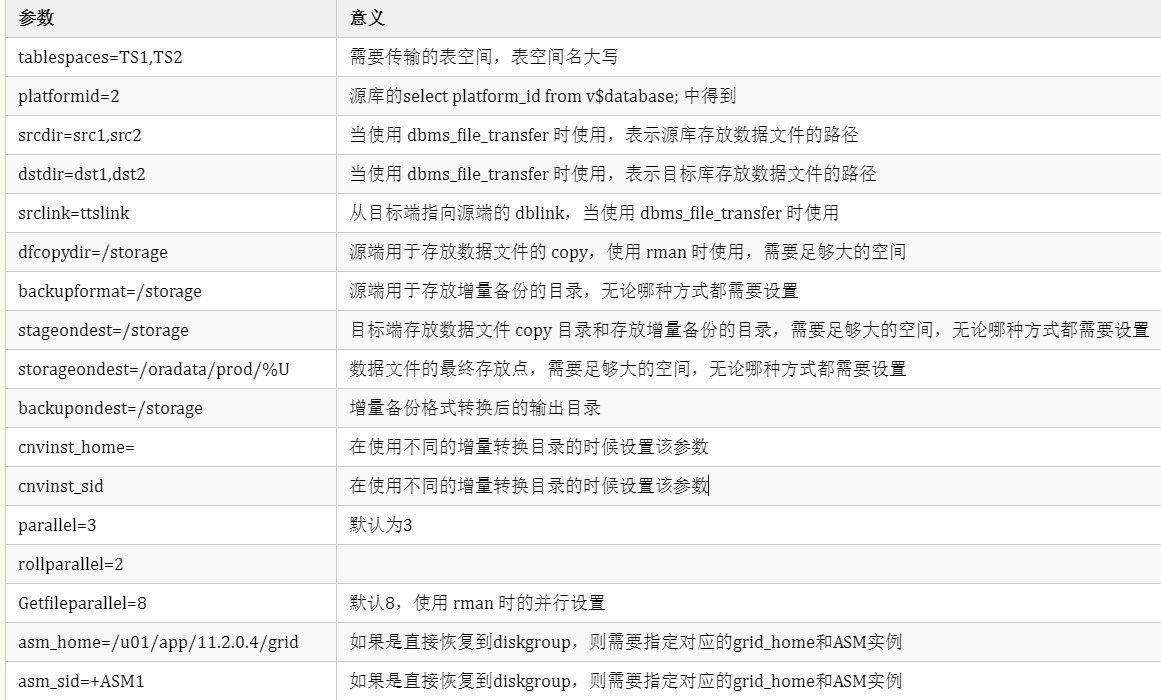 参数 意义
tablespaces=TS1,TS2 需要传输的表空间，表空间名大写
platformid=2 源库的select platform_id from v$database; 中得到
srcdir=src1,src2 当使用 dbms_file_transfer 时使用，表示源库存放数据文件的路径
dstdir=dst1,dst2 当使用 dbms_file_transfer 时使用，表示目标库存放数据文件的路径
srclink=ttslink 从目标端指向源端的 dblink，当使用 dbms_file_transfer 时使用
dfcopydir=/storage 源端用于存放数据文件的 copy，使用 rman 时使用，需要足够大的空间
backupformat=/storage 源端用于存放增量备份的目录，无论哪种方式都需要设置
stageondest=/storage 目标端存放数据文件 copy 目录和存放增量备份的目录，需要足够大的空间，无论哪种方式都需要设置
storageondest=/oradata/prod/%U 数据文件的最终存放点，需要足够大的空间，无论哪种方式都需要设置
backupondest=/storage 增量备份格式转换后的输出目录
cnvinst_home= 在使用不同的增量转换目录的时候设置该参数
cnvinst_sid 在使用不同的增量转换目录的时候设置该参数
parallel=3 默认为3
rollparallel=2
Getfileparallel=8 默认8，使用 rman 时的并行设置
asm_home=/u01/app/11.2.0.4/grid 如果是直接恢复到diskgroup，则需要指定对应的grid_home和ASM实例
asm_sid=+ASM1 如果是直接恢复到diskgroup，则需要指定对应的grid_home和ASM实例